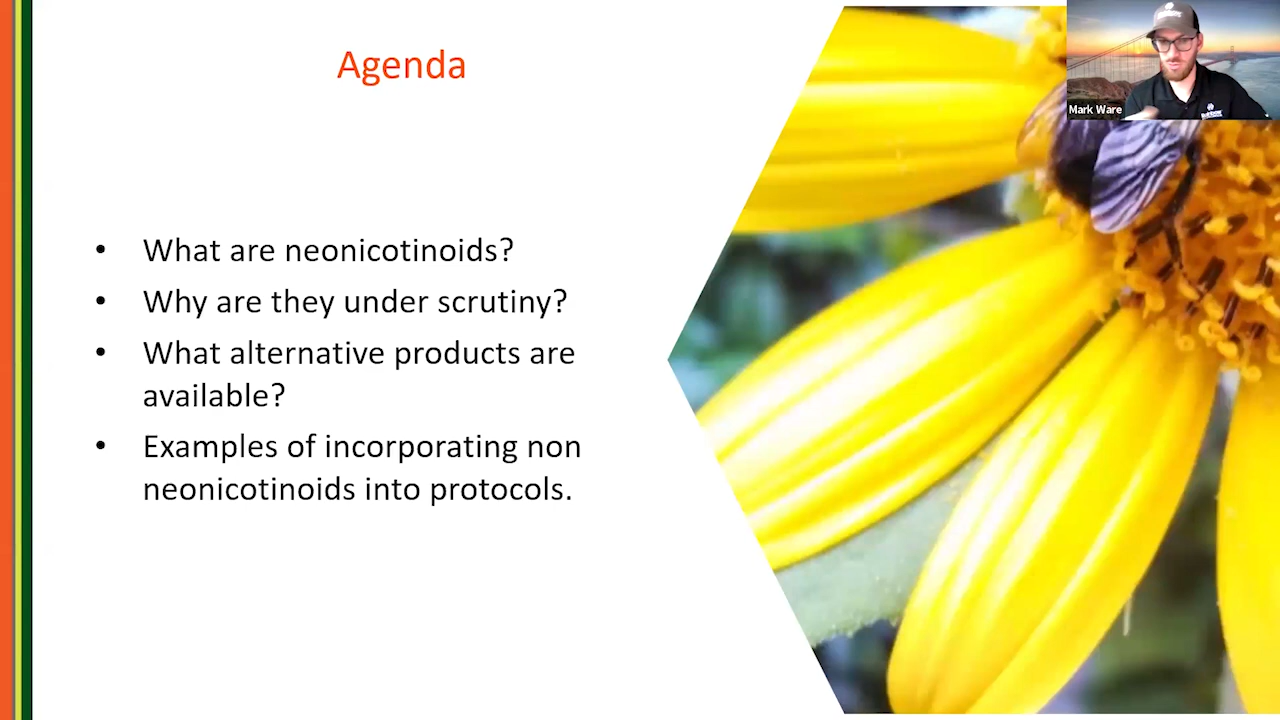 Agenda
• What are neonicotinoids?
• Why are they under scrutiny?
• What alternative products are
available?
• Examples of incorporating non
neonicotinoids into protocols.
Mark Ware